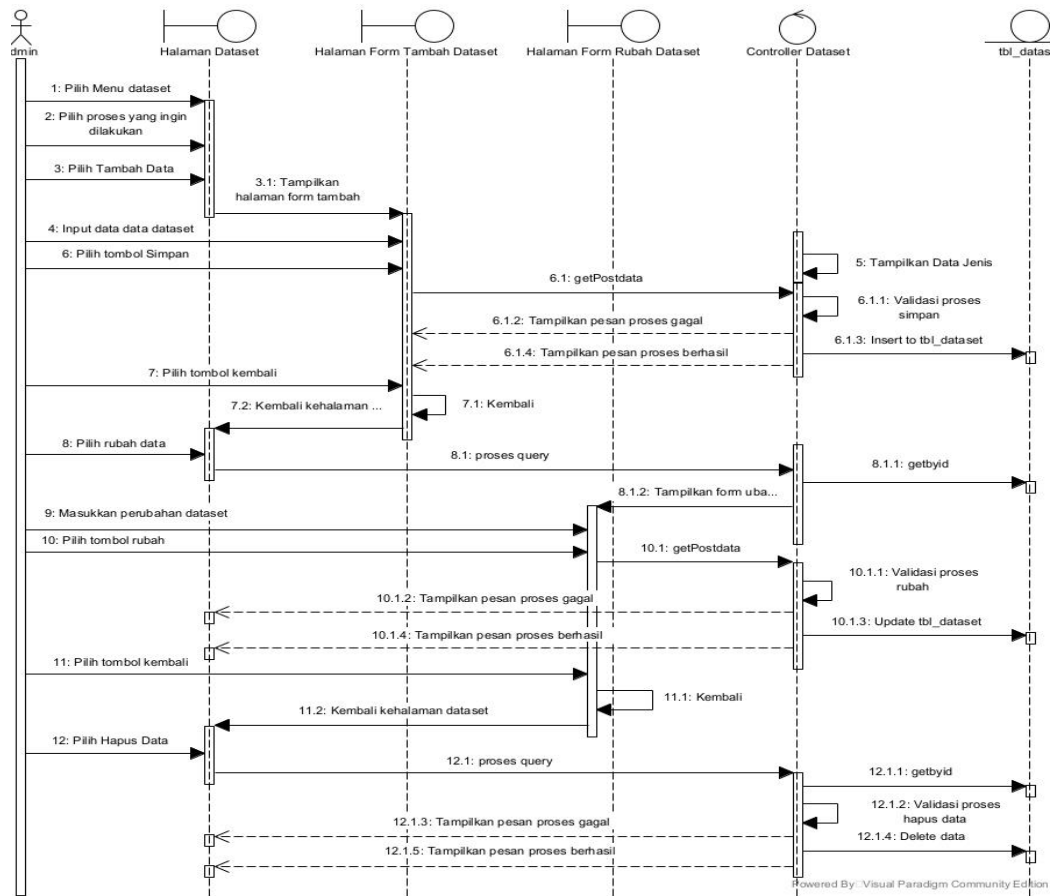 dmin
Halaman Dataset
Halaman Form Tambah Dataset
Halaman Form Rubah Dataset
Controller Dataset
tbl_datas
1: Pilih Menu dataset
2: Pilih proses yang ingin
dilakukan
3: Pilih Tambah Data
3.1: Tampilkan
halaman form tambah
4: Input data data dataset
6: Pilih tombol Simpan
5: Tampilkan Data Jenis
6.1: getPostdata
6.1.1: Validasi proses
simpan
6.1.2: Tampilkan pesan proses gagal
6.1.3: Insert to tbl_dataset
6.1.4: Tampilkan pesan proses berhasil
7: Pilih tombol kembali
7.1: Kembali
7.2: Kembali kehalaman ...
8: Pilih rubah data
8.1: proses query
8.1.1: getbyid
8.1.2: Tampilkan form uba...
9: Masukkan perubahan dataset
10: Pilih tombol rubah
10.1: getPostdata
10.1.1: Validasi proses
rubah
10.1.2: Tampilkan pesan proses gagal
10.1.3: Update tbl_dataset
10.1.4: Tampilkan pesan proses berhasil
11: Pilih tombol kembali
11.1: Kembali
11.2: Kembali kehalaman dataset
12: Pilih Hapus Data
12.1: proses query
12.1.1: getbyid
12.1.2: Validasi proses
hapus data
12.1.3: Tampilkan pesan proses gagal
12.1.4: Delete data
12.1.5: Tampilkan pesan proses berhasil
Powered By Visual Paradigm Community Edition